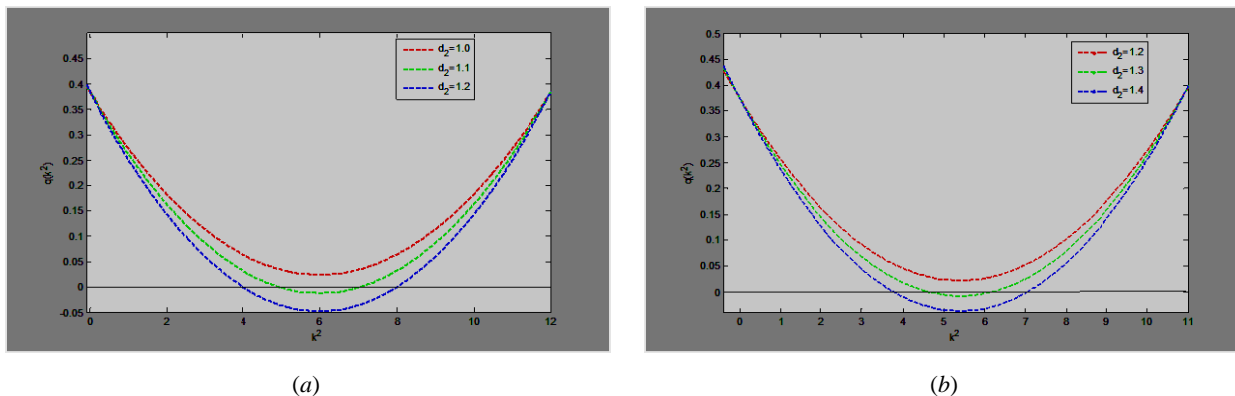 0.45
0.4
0.35
0.3
0.25
0.2
0.15
0.1
0.05
0
-0.05
q(k²)
0 2 4 6 8 10 12
k²
d₂=1.0
d₂=1.1
d₂=1.2
(a)
0.5
0.45
0.4
0.35
0.3
0.25
0.2
0.15
0.1
0.05
0
q(k²)
0 1 2 3 4 5 6 7 8 9 10 11
k²
d₂=1.2
d₂=1.3
d₂=1.4
(b)